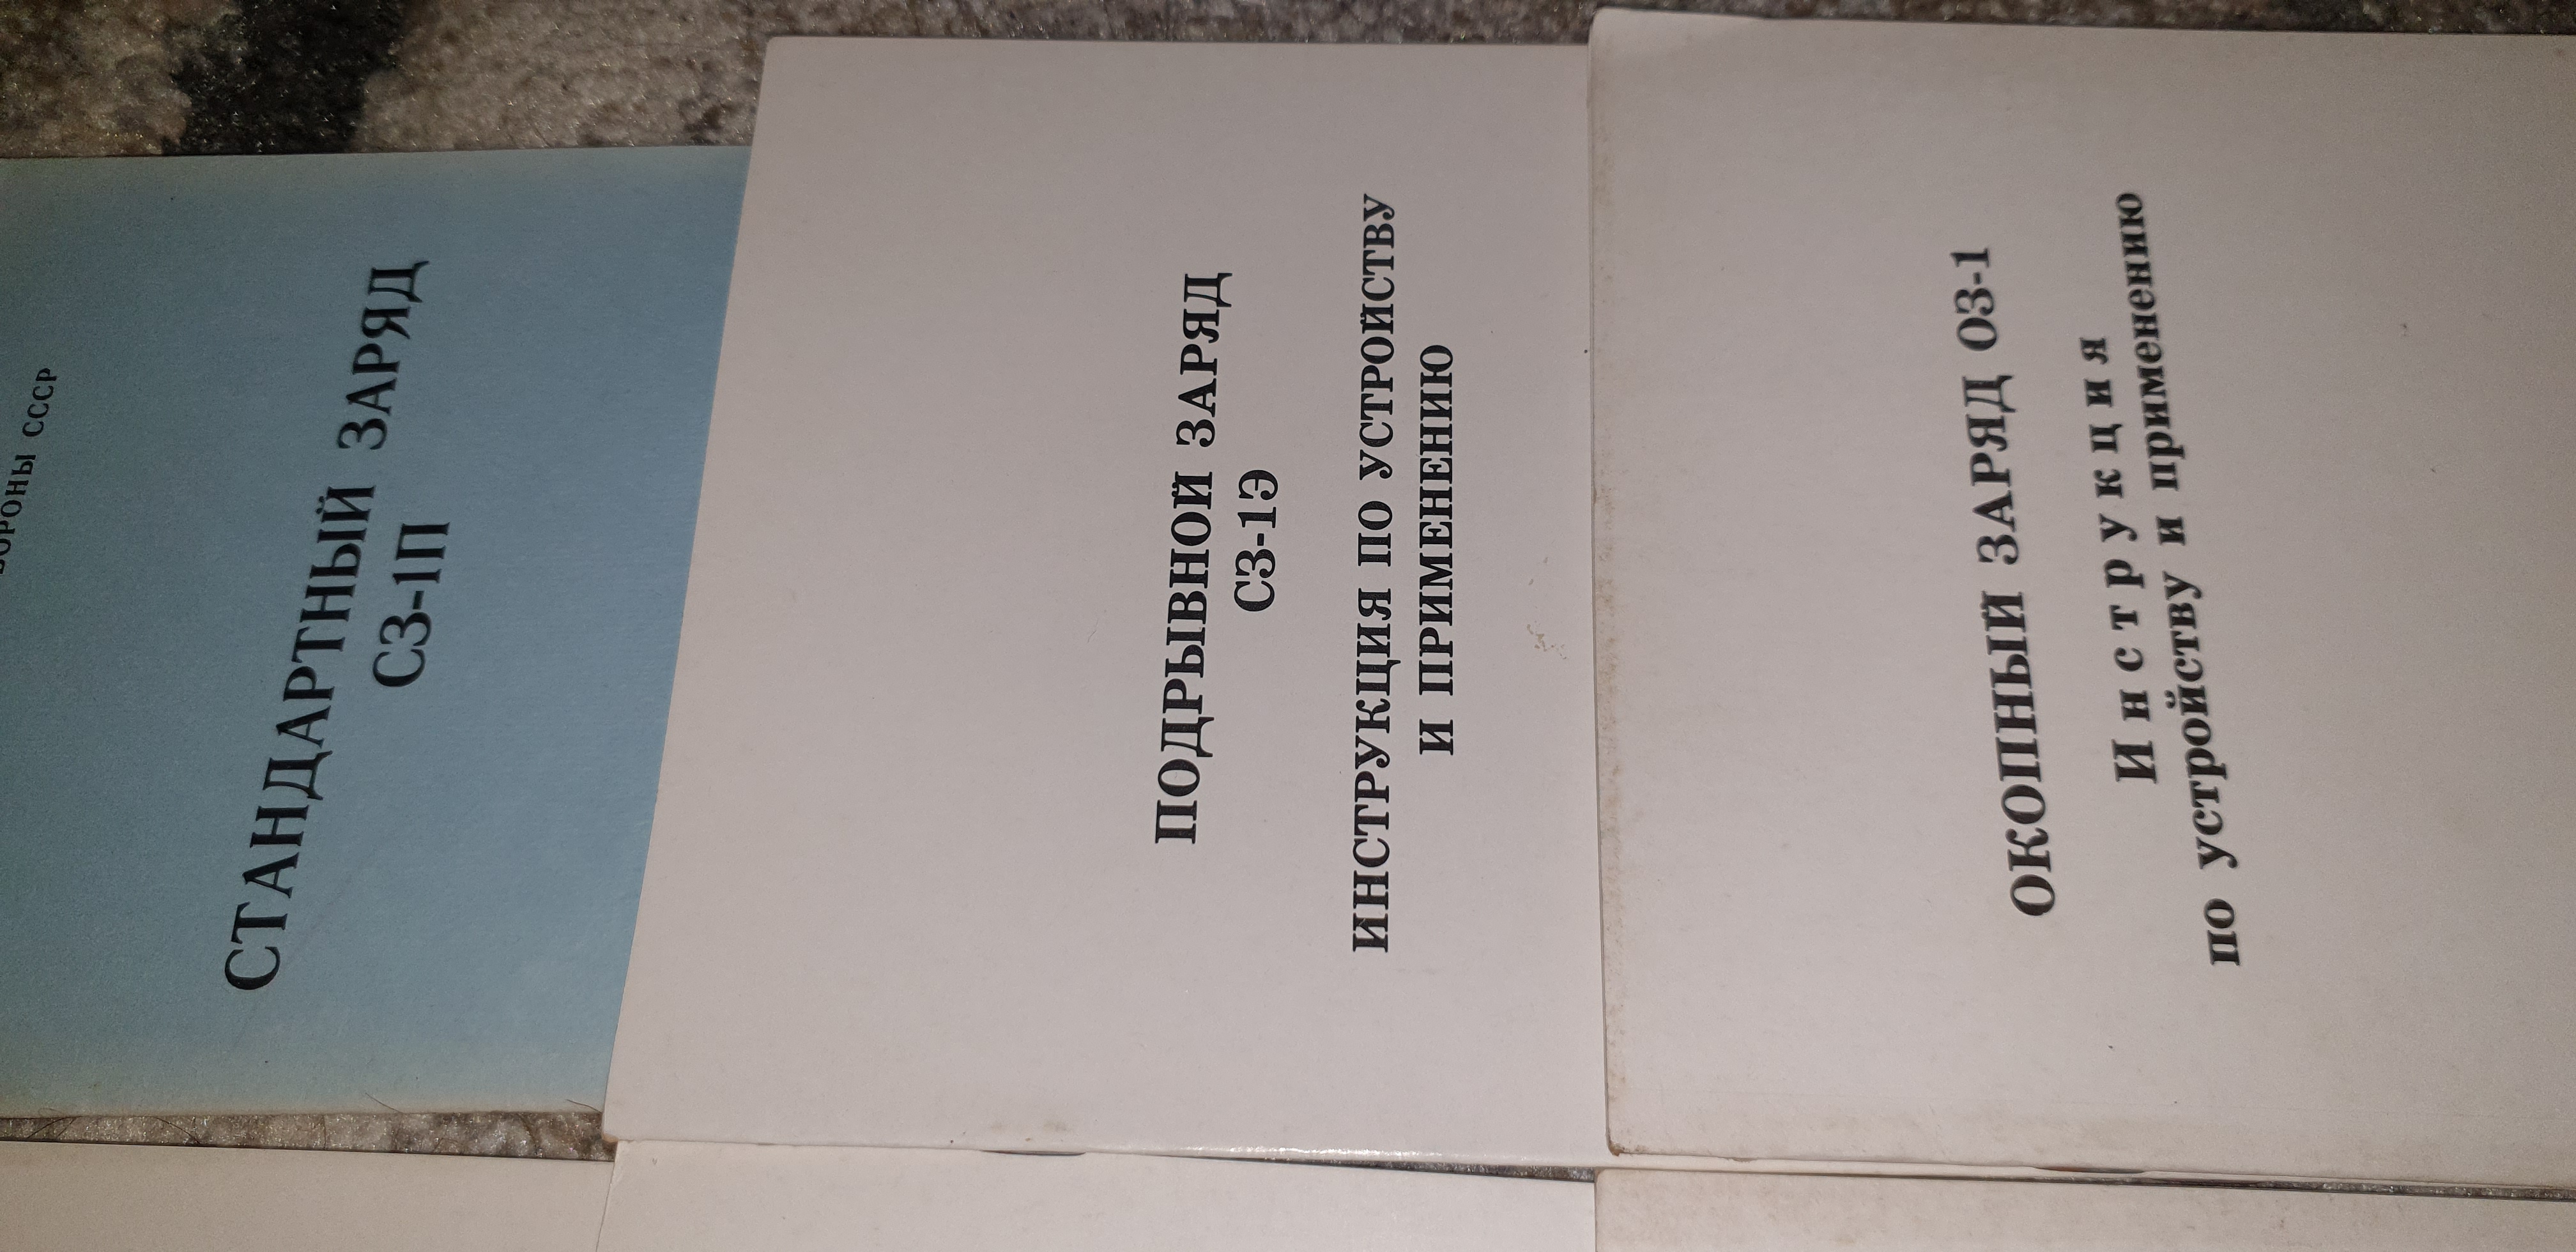 ОБОРОНЫ СССР
СТАНДАРТНЫЙ ЗАРЯД
СЗ-1П
ПОДРЫВНОЙ ЗАРЯД
СЗ-1Э
ИНСТРУКЦИЯ ПО УСТРОЙСТВУ
И ПРИМЕНЕНИЮ
ОКОПНЫЙ ЗАРЯД ОЗ-1
Инструкция
по устройству и применению